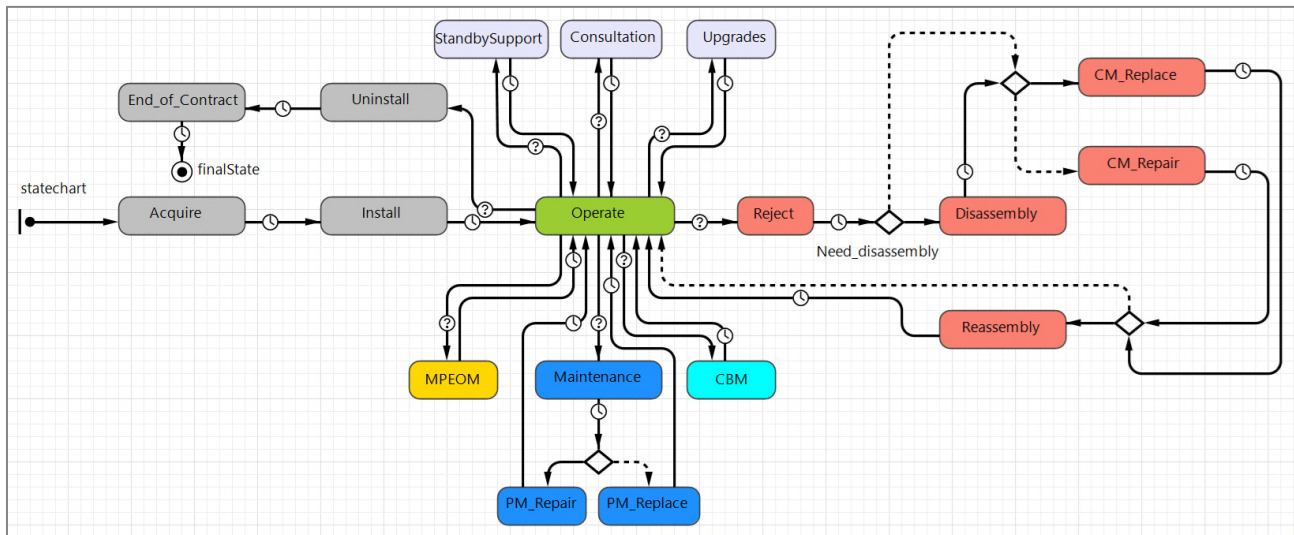 StandbySupport
Consultation
Upgrades
CM_Replace
End_of_Contract
Uninstall
CM_Repair
finalState
statechart
Acquire
Install
Operate
Reject
Disassembly
Need_disassembly
Reassembly
MPEOM
Maintenance
CBM
PM_Repair
PM_Replace